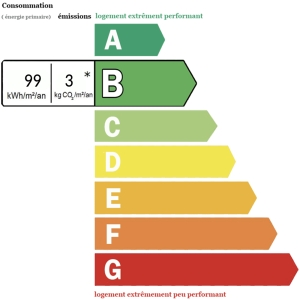 Consommation
( énergie primaire) émissions logement extrêmement performant
A
99 3 * B
kWh/m²/an kg CO₂/m²/an
C
D
E
F
G
logement extrêmement peu performant